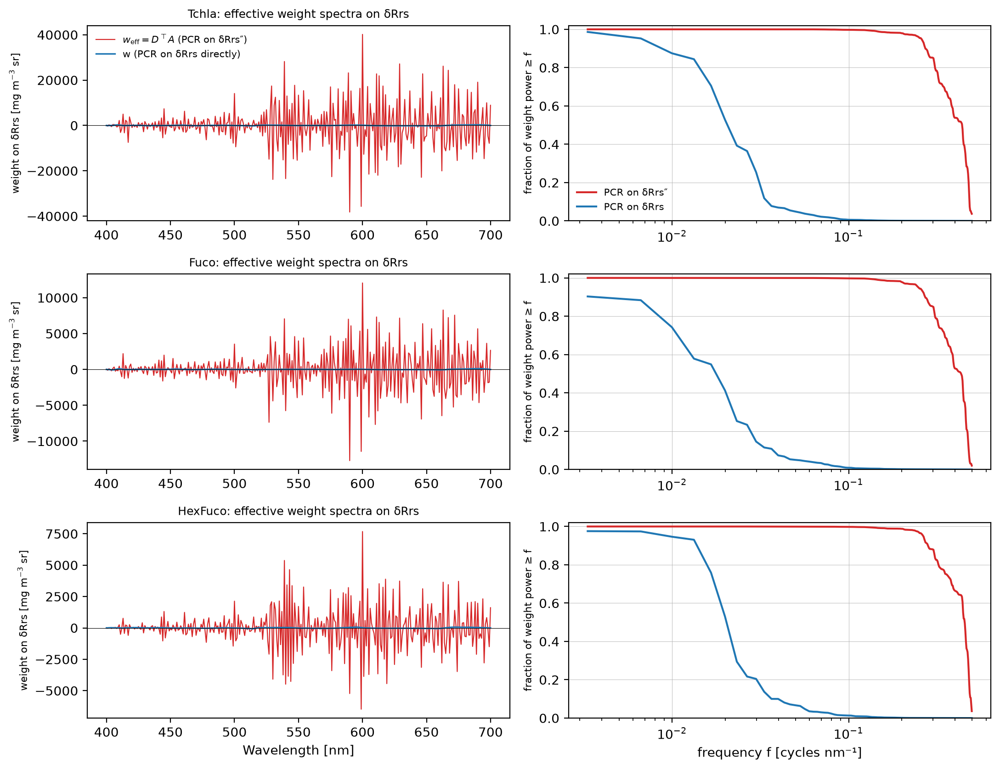 Tchla: effective weight spectra on δRrs
weight on δRrs [mg m⁻³ sr]
40000
20000
0
−20000
−40000
w_eff = D^⊤ A (PCR on δRrs″)
w (PCR on δRrs directly)
400 450 500 550 600 650 700
fraction of weight power ≥ f
1.0
0.8
0.6
0.4
0.2
0.0
PCR on δRrs″
PCR on δRrs
10⁻² 10⁻¹
Fuco: effective weight spectra on δRrs
weight on δRrs [mg m⁻³ sr]
10000
5000
0
−5000
−10000
400 450 500 550 600 650 700
fraction of weight power ≥ f
1.0
0.8
0.6
0.4
0.2
0.0
10⁻² 10⁻¹
HexFuco: effective weight spectra on δRrs
weight on δRrs [mg m⁻³ sr]
7500
5000
2500
0
−2500
−5000
400 450 500 550 600 650 700
Wavelength [nm]
fraction of weight power ≥ f
1.0
0.8
0.6
0.4
0.2
0.0
10⁻² 10⁻¹
frequency f [cycles nm⁻¹]